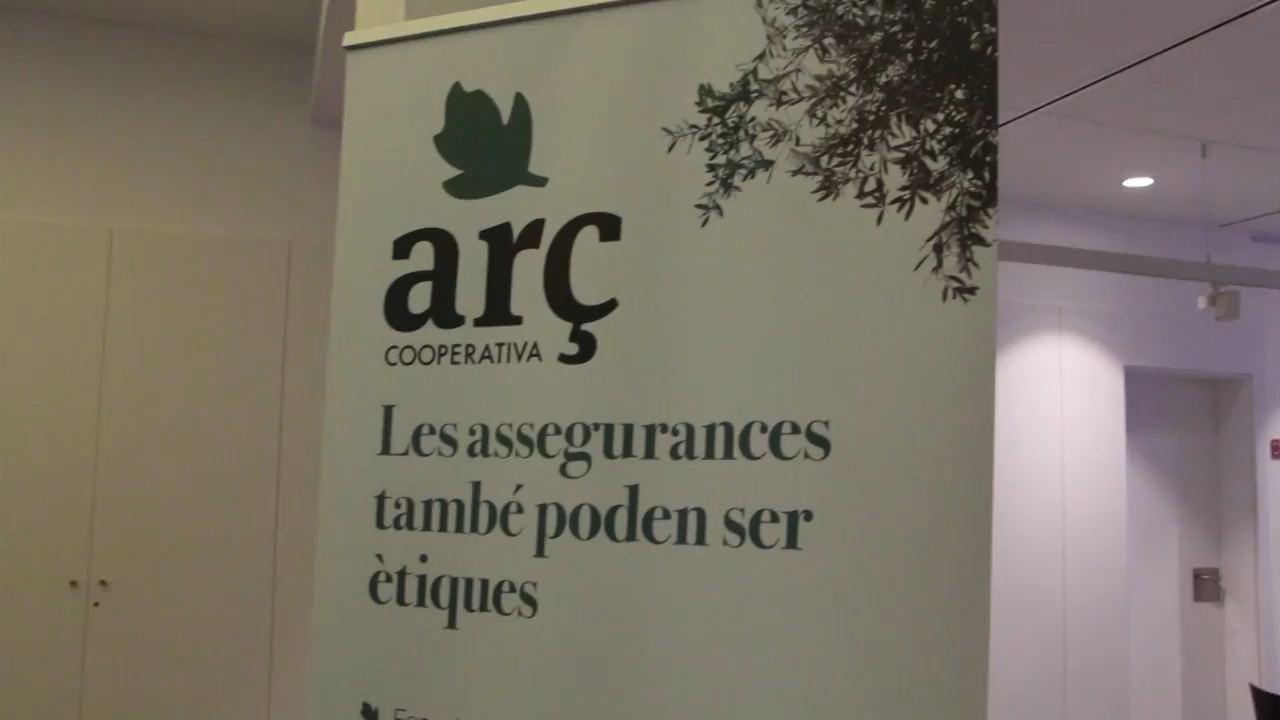 arç
COOPERATIVA
Les assegurances
també poden ser
ètiques